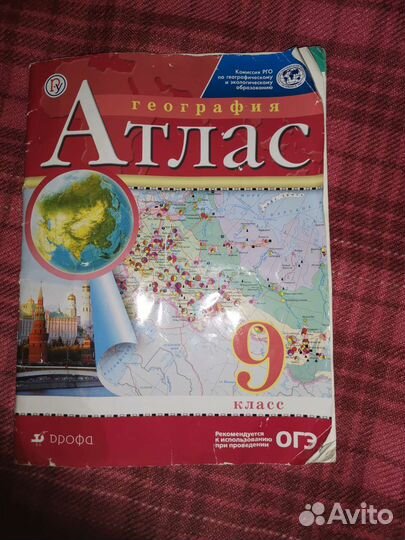 Комиссия РГО
по географическому
и экологическому
образованию
география
Атлас
9
класс
дрофа
Рекомендуется
к использованию
при проведении
ОГЭ
Avito